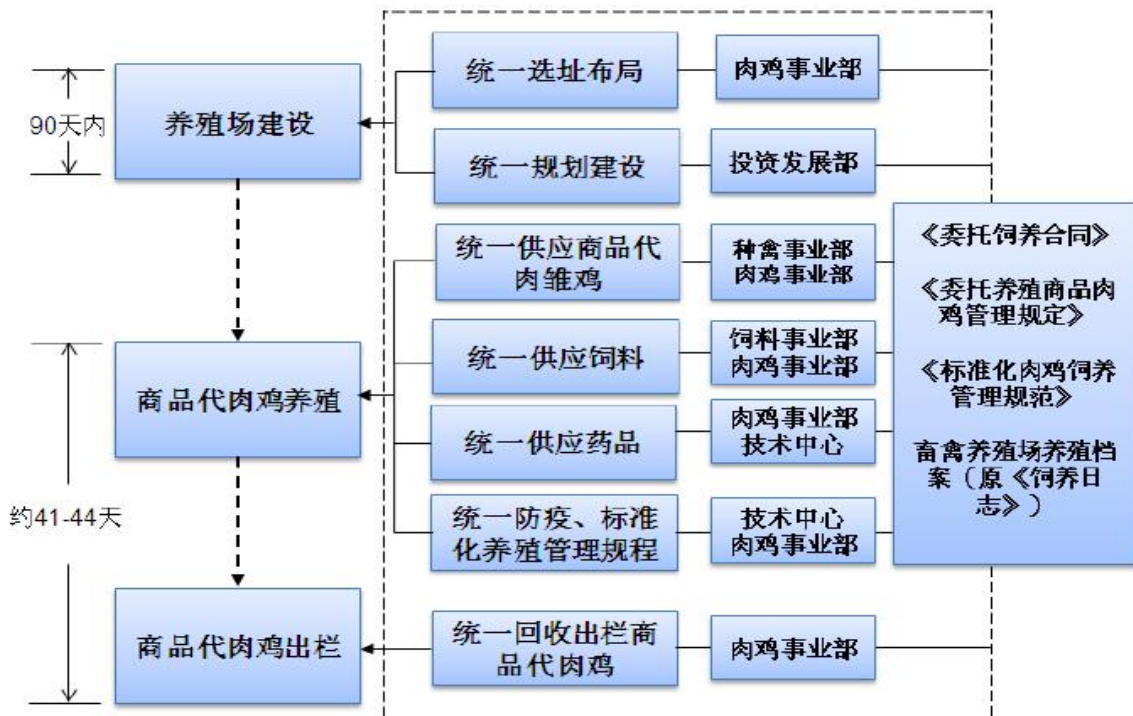 统一选址布局
肉鸡事业部
90天内
养殖场建设
统一规划建设
投资发展部
统一供应商品代
肉雏鸡
种禽事业部
肉鸡事业部
《委托饲养合同》
《委托养殖商品肉
鸡管理规定》
《标准化肉鸡饲养
管理规范》
畜禽养殖场养殖档
案（原《饲养日
志》）
统一供应饲料
饲料事业部
肉鸡事业部
商品代肉鸡养殖
统一供应药品
肉鸡事业部
技术中心
约41-44天
统一防疫、标准
化养殖管理规程
技术中心
肉鸡事业部
商品代肉鸡出栏
统一回收出栏商
品代肉鸡
肉鸡事业部